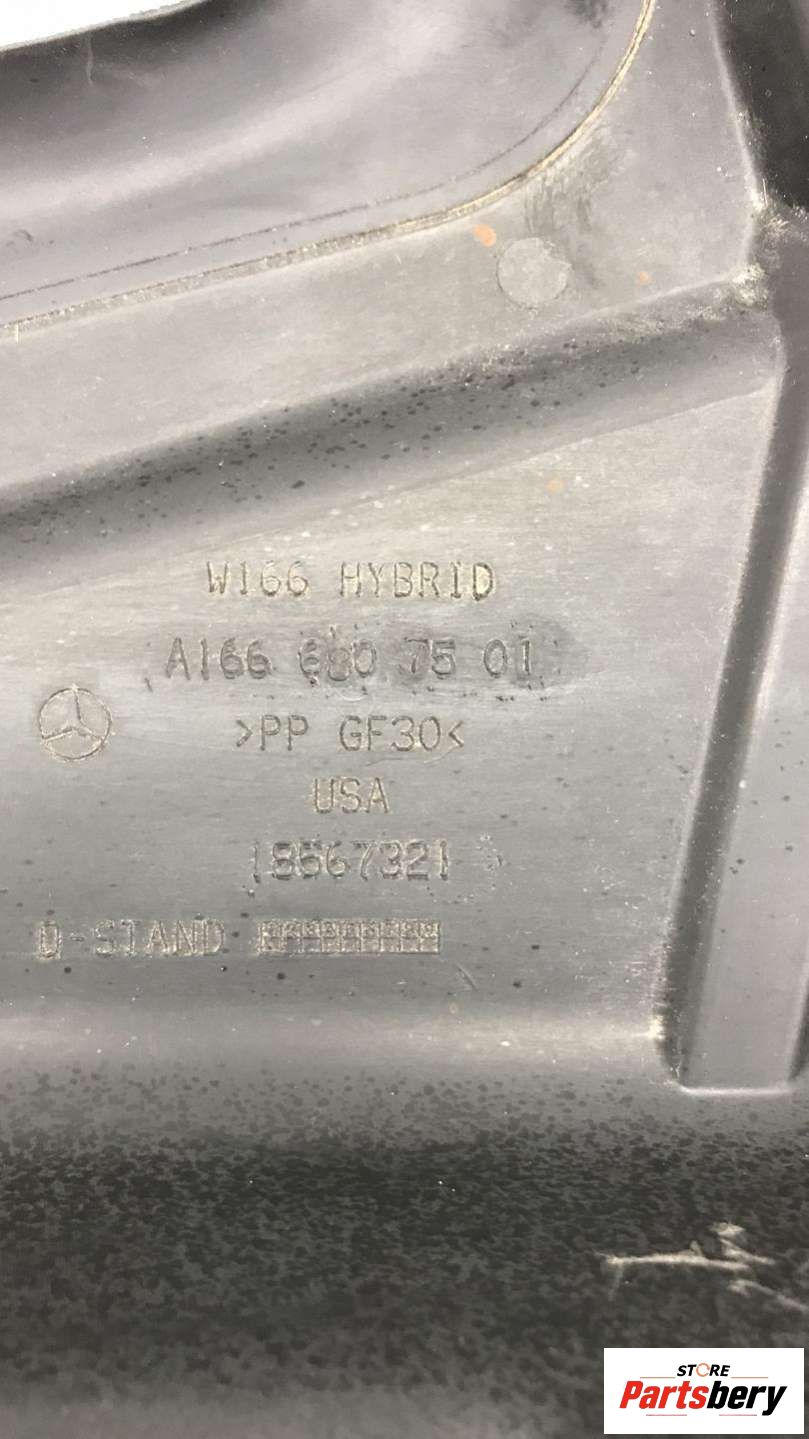 W166 HYBRID
A166 680 75 01
>PP GF30<
USA
18567321
Q-STAND
STORE
Partsbery